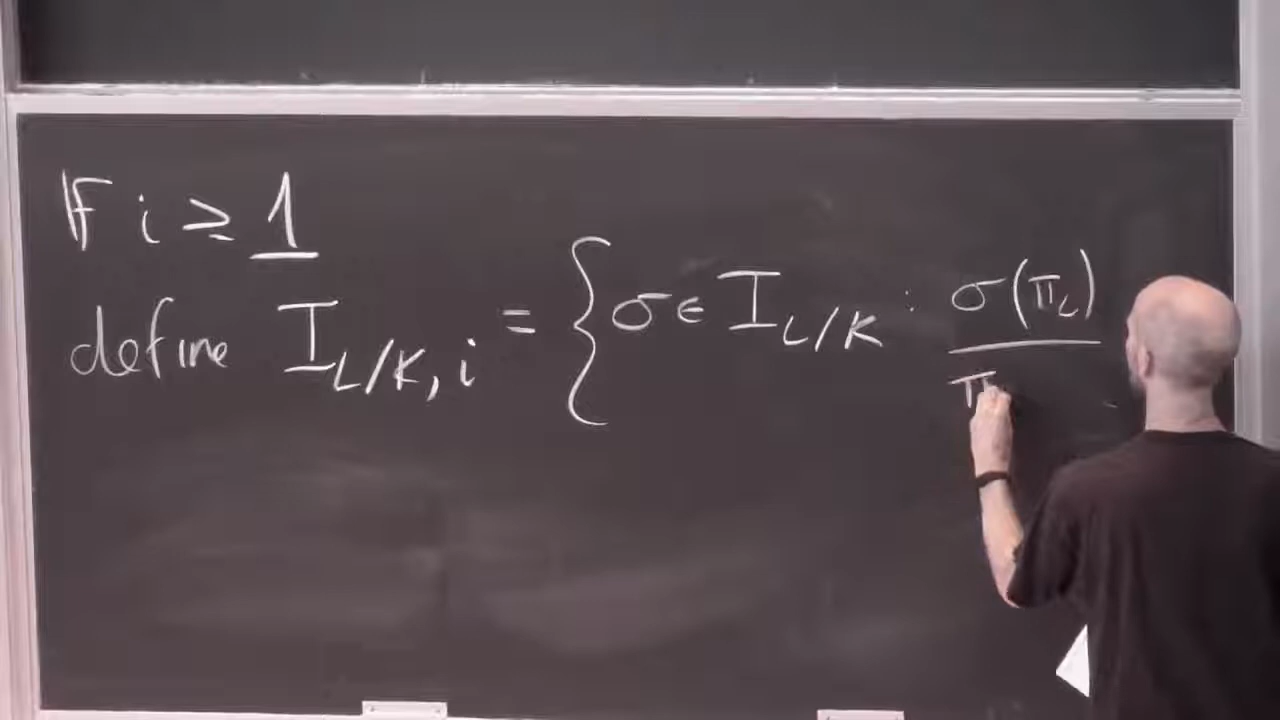 If i ≥ 1
define I_{L/K, i} = { σ ∈ I_{L/K} : σ(π_L) / π